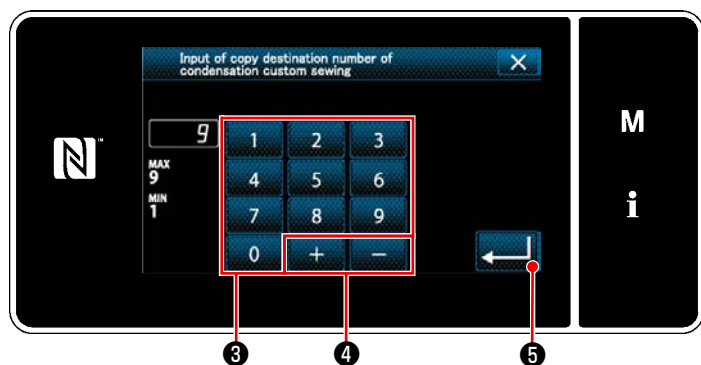 Input of copy destination number of
condensation custom sewing
9
1 2 3
MAX
9
4 5 6
MIN
1
7 8 9
0 + −
M
i
N™
❸ ❹ ❺